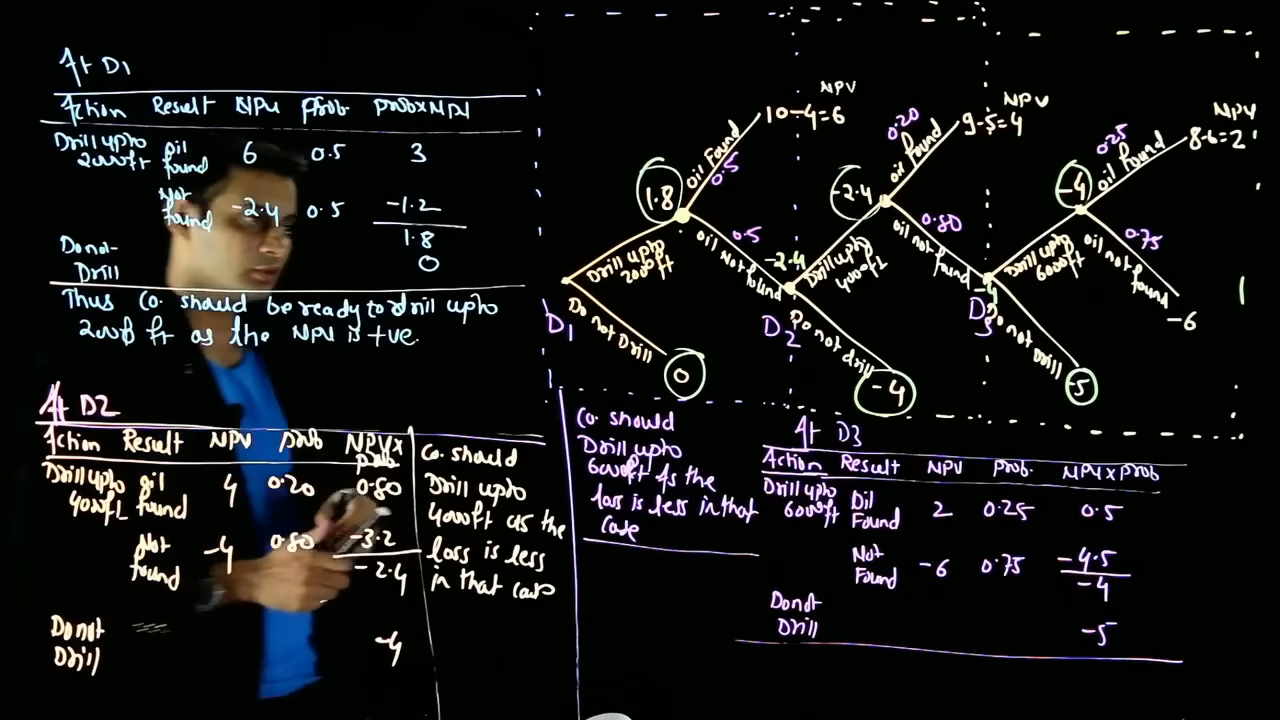 At D1
Action Result NPV Prob. Prob×NPV
Drill upto Oil 6 0.5 3
2000ft found
Not -2.4 0.5 -1.2
found
1.8
Donot 0
Drill
Thus Co. should be ready to drill upto
2000 ft as the NPV is +ve.
At D2
Action Result NPV Prob NPV×
Prob
Drill upto oil 4 0.20 0.80
4000ft found
Not -4 0.80 -3.2
found
-2.4
Donot -4
Drill
Co. should
Drill upto
4000ft as the
loss is less
in that case
D1
Drill upto
2000ft
Do not Drill
0
1.8
Oil Found
0.5
NPV
10-4=6
Oil Not found
0.5
-2.4
D2
Drill upto
4000ft
Do not drill
-4
-2.4
Oil Found
0.20
NPV
9-5=4
Oil not found
0.80
-4
D3
Drill upto
6000ft
Do not Drill
-5
-4
Oil Found
0.25
NPV
8-6=2
Oil not found
0.75
-6
Co. should
Drill upto
6000ft As the
loss is less in that
case
At D3
Action Result NPV Prob. NPV×Prob
Drill upto Oil 2 0.25 0.5
6000ft Found
Not -6 0.75 -4.5
Found
-4
Donot
Drill -5